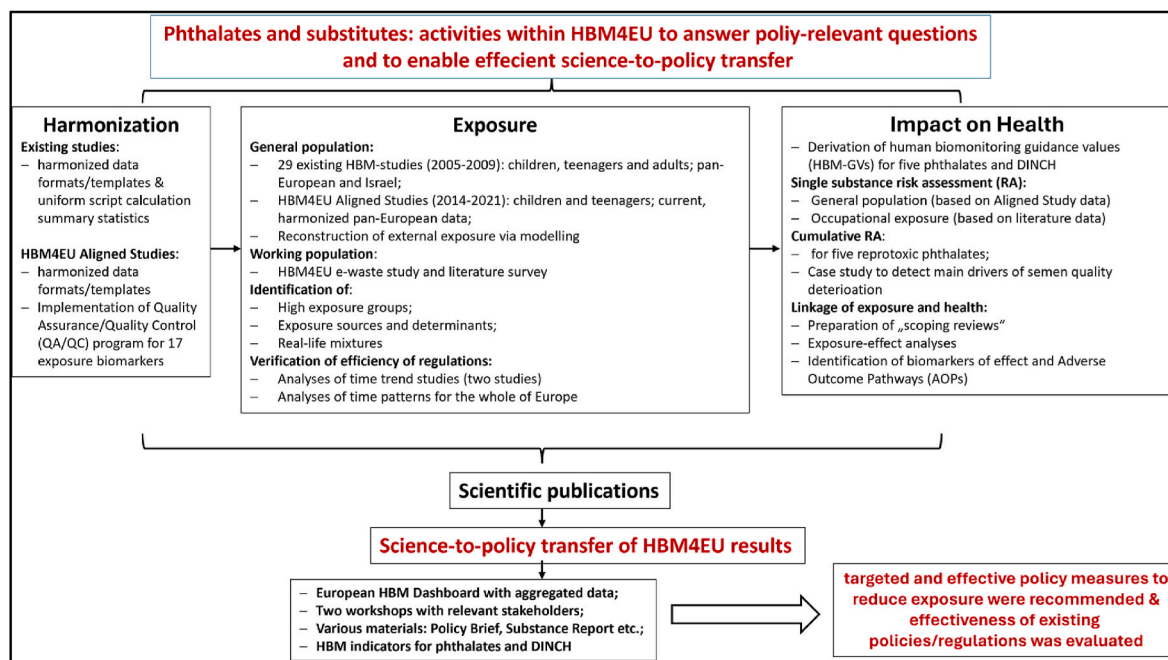 Phthalates and substitutes: activities within HBM4EU to answer poliy-relevant questions
and to enable effecient science-to-policy transfer
Harmonization
Existing studies:
– harmonized data
formats/templates &
uniform script calculation
summary statistics
HBM4EU Aligned Studies:
– harmonized data
formats/templates
– Implementation of Quality
Assurance/Quality Control
(QA/QC) program for 17
exposure biomarkers
Exposure
General population:
– 29 existing HBM-studies (2005-2009): children, teenagers and adults; pan-
European and Israel;
– HBM4EU Aligned Studies (2014-2021): children and teenagers; current,
harmonized pan-European data;
– Reconstruction of external exposure via modelling
Working population:
– HBM4EU e-waste study and literature survey
Identification of:
– High exposure groups;
– Exposure sources and determinants;
– Real-life mixtures
Verification of efficiency of regulations:
– Analyses of time trend studies (two studies)
– Analyses of time patterns for the whole of Europe
Impact on Health
– Derivation of human biomonitoring guidance values
(HBM-GVs) for five phthalates and DINCH
Single substance risk assessment (RA):
– General population (based on Aligned Study data)
– Occupational exposure (based on literature data)
Cumulative RA:
– for five reprotoxic phthalates;
– Case study to detect main drivers of semen quality
deterioation
Linkage of exposure and health:
– Preparation of „scoping reviews“
– Exposure-effect analyses
– Identification of biomarkers of effect and Adverse
Outcome Pathways (AOPs)
Scientific publications
Science-to-policy transfer of HBM4EU results
– European HBM Dashboard with aggregated data;
– Two workshops with relevant stakeholders;
– Various materials: Policy Brief, Substance Report etc.;
– HBM indicators for phthalates and DINCH
targeted and effective policy measures to
reduce exposure were recommended &
effectiveness of existing
policies/regulations was evaluated